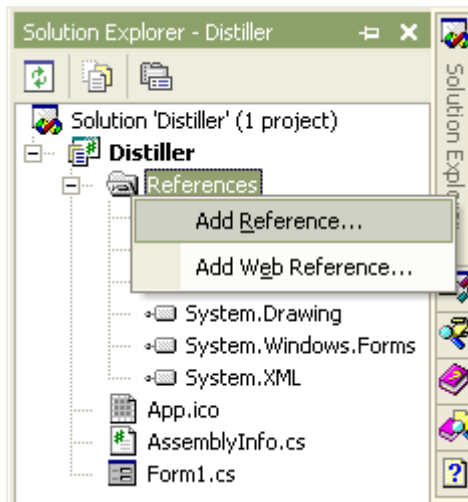 Solution Explorer - Distiller
Solution 'Distiller' (1 project)
Distiller
References
Add Reference...
Add Web Reference...
System.Drawing
System.Windows.Forms
System.XML
App.ico
AssemblyInfo.cs
Form1.cs
Solution Explo